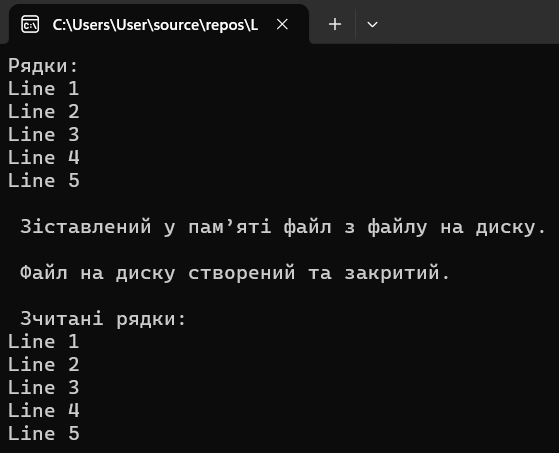 C:\Users\User\source\repos\L
Рядки:
Line 1
Line 2
Line 3
Line 4
Line 5
Зіставлений у пам’яті файл з файлу на диску.
Файл на диску створений та закритий.
Зчитані рядки:
Line 1
Line 2
Line 3
Line 4
Line 5